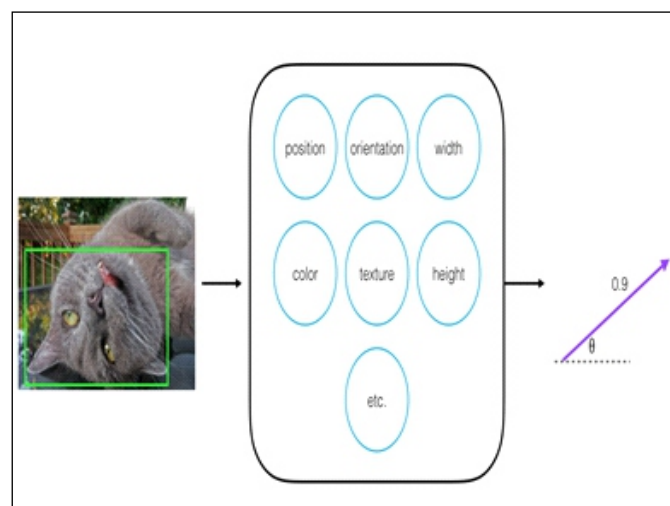 position orientation width
color texture height
0.9
θ
etc.